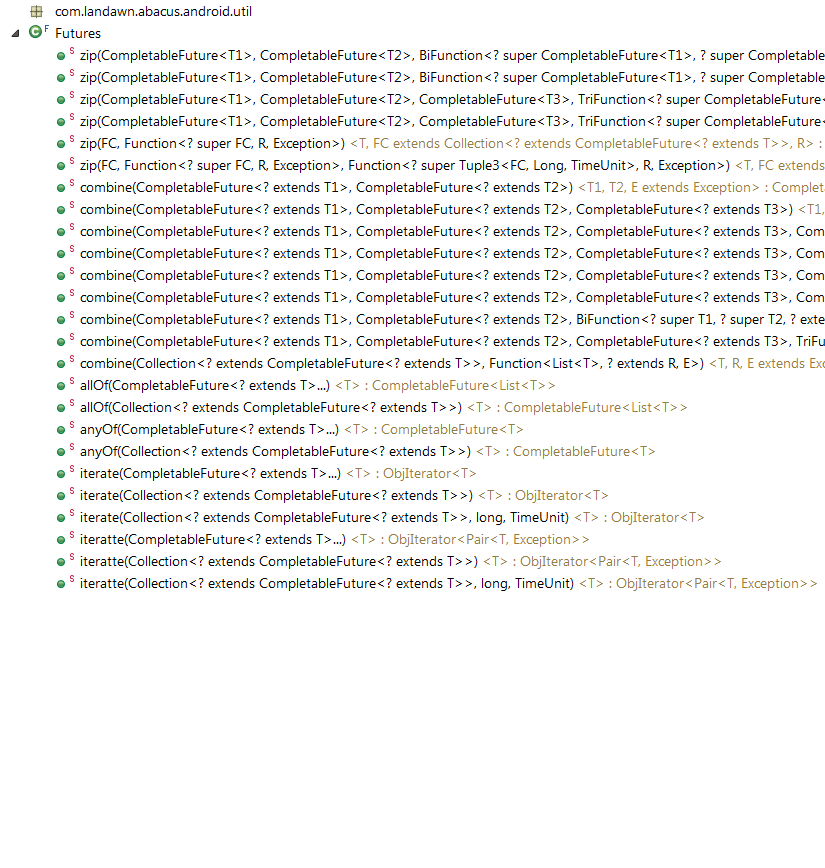 com.landawn.abacus.android.util
F Futures
S zip(CompletableFuture<T1>, CompletableFuture<T2>, BiFunction<? super CompletableFuture<T1>, ? super Completable
S zip(CompletableFuture<T1>, CompletableFuture<T2>, BiFunction<? super CompletableFuture<T1>, ? super Completable
S zip(CompletableFuture<T1>, CompletableFuture<T2>, CompletableFuture<T3>, TriFunction<? super CompletableFuture<
S zip(CompletableFuture<T1>, CompletableFuture<T2>, CompletableFuture<T3>, TriFunction<? super CompletableFuture<
S zip(FC, Function<? super FC, R, Exception>) <T, FC extends Collection<? extends CompletableFuture<? extends T>>, R> :
S zip(FC, Function<? super FC, R, Exception>, Function<? super Tuple3<FC, Long, TimeUnit>, R, Exception>) <T, FC extends
S combine(CompletableFuture<? extends T1>, CompletableFuture<? extends T2>) <T1, T2, E extends Exception> : Complet
S combine(CompletableFuture<? extends T1>, CompletableFuture<? extends T2>, CompletableFuture<? extends T3>) <T1,
S combine(CompletableFuture<? extends T1>, CompletableFuture<? extends T2>, CompletableFuture<? extends T3>, Com
S combine(CompletableFuture<? extends T1>, CompletableFuture<? extends T2>, CompletableFuture<? extends T3>, Com
S combine(CompletableFuture<? extends T1>, CompletableFuture<? extends T2>, CompletableFuture<? extends T3>, Com
S combine(CompletableFuture<? extends T1>, CompletableFuture<? extends T2>, CompletableFuture<? extends T3>, Com
S combine(CompletableFuture<? extends T1>, CompletableFuture<? extends T2>, BiFunction<? super T1, ? super T2, ? exte
S combine(CompletableFuture<? extends T1>, CompletableFuture<? extends T2>, CompletableFuture<? extends T3>, TriFu
S combine(Collection<? extends CompletableFuture<? extends T>>, Function<List<T>, ? extends R, E>) <T, R, E extends Exc
S allOf(CompletableFuture<? extends T>...) <T> : CompletableFuture<List<T>>
S allOf(Collection<? extends CompletableFuture<? extends T>>) <T> : CompletableFuture<List<T>>
S anyOf(CompletableFuture<? extends T>...) <T> : CompletableFuture<T>
S anyOf(Collection<? extends CompletableFuture<? extends T>>) <T> : CompletableFuture<T>
S iterate(CompletableFuture<? extends T>...) <T> : ObjIterator<T>
S iterate(Collection<? extends CompletableFuture<? extends T>>) <T> : ObjIterator<T>
S iterate(Collection<? extends CompletableFuture<? extends T>>, long, TimeUnit) <T> : ObjIterator<T>
S iteratte(CompletableFuture<? extends T>...) <T> : ObjIterator<Pair<T, Exception>>
S iteratte(Collection<? extends CompletableFuture<? extends T>>) <T> : ObjIterator<Pair<T, Exception>>
S iteratte(Collection<? extends CompletableFuture<? extends T>>, long, TimeUnit) <T> : ObjIterator<Pair<T, Exception>>